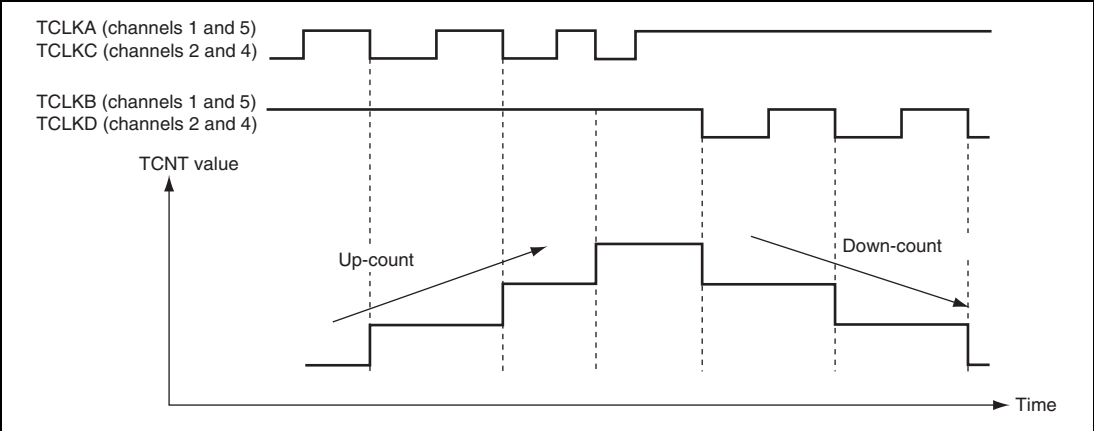 TCLKA (channels 1 and 5)
TCLKC (channels 2 and 4)
TCLKB (channels 1 and 5)
TCLKD (channels 2 and 4)
TCNT value
Up-count
Down-count
Time